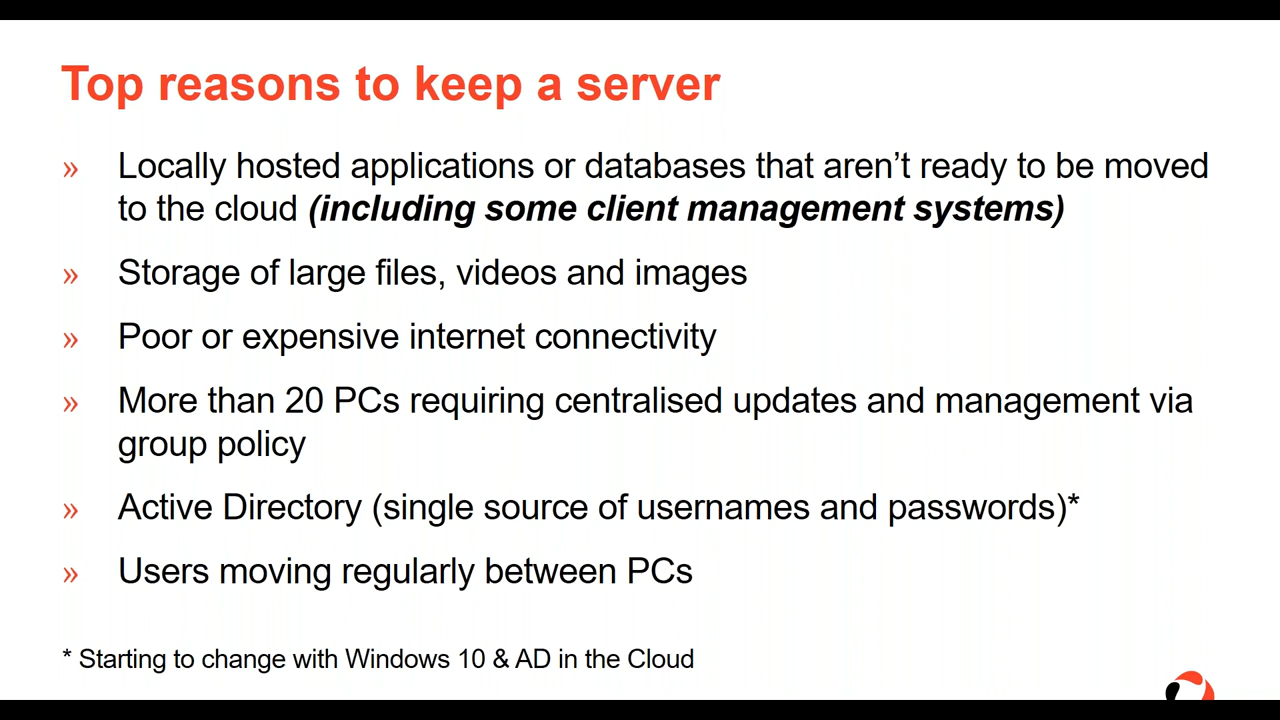 Top reasons to keep a server
» Locally hosted applications or databases that aren’t ready to be moved
to the cloud (including some client management systems)
» Storage of large files, videos and images
» Poor or expensive internet connectivity
» More than 20 PCs requiring centralised updates and management via
group policy
» Active Directory (single source of usernames and passwords)*
» Users moving regularly between PCs
* Starting to change with Windows 10 & AD in the Cloud